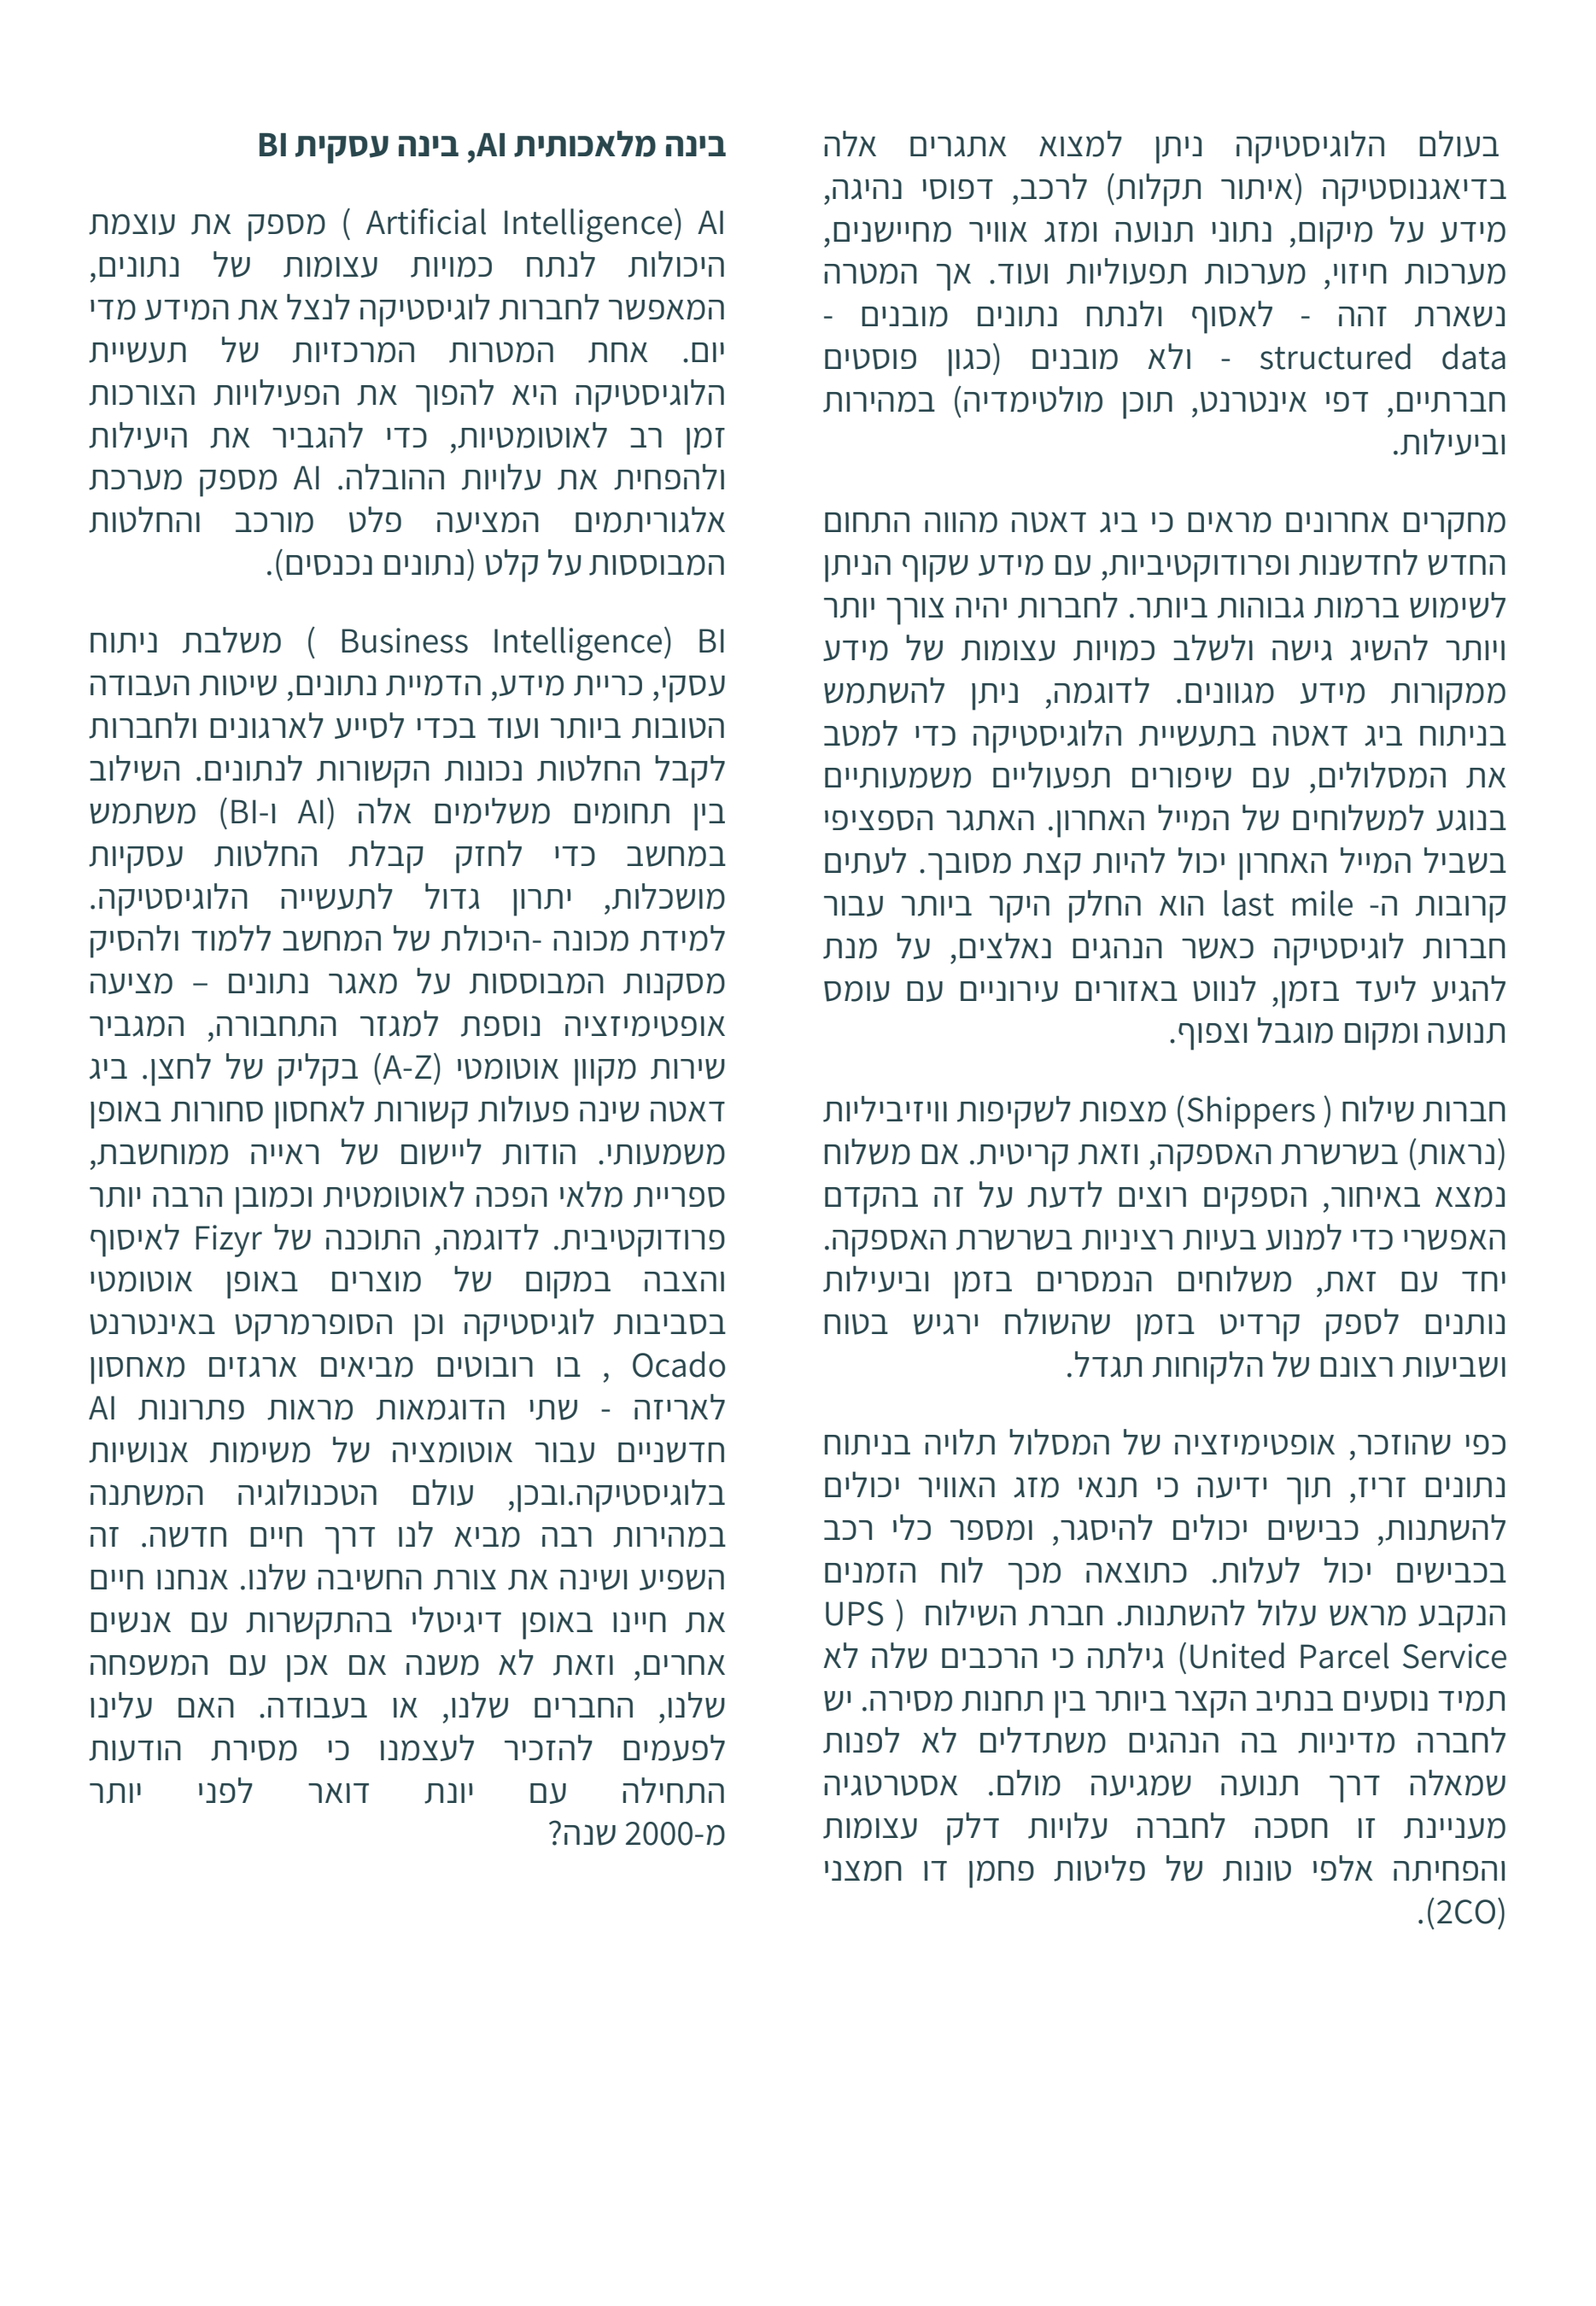 בעולם הלוגיסטיקה ניתן למצוא אתגרים אלה
בדיאגנוסטיקה (איתור תקלות) לרכב, דפוסי נהיגה,
מידע על מיקום, נתוני תנועה ומזג אוויר מחיישנים,
מערכות חיזוי, מערכות תפעוליות ועוד. אך המטרה
נשארת זהה - לאסוף ולנתח נתונים מובנים -
structured data - ולא מובנים (כגון פוסטים
חברתיים, דפי אינטרנט, תוכן מולטימדיה) במהירות
וביעילות.
מחקרים אחרונים מראים כי ביג דאטה מהווה התחום
החדש לחדשנות ופרודוקטיביות, עם מידע שקוף הניתן
לשימוש ברמות גבוהות ביותר. לחברות יהיה צורך יותר
ויותר להשיג גישה ולשלב כמויות עצומות של מידע
ממקורות מידע מגוונים. לדוגמה, ניתן להשתמש
בניתוח ביג דאטה בתעשיית הלוגיסטיקה כדי למטב
את המסלולים, עם שיפורים תפעוליים משמעותיים
בנוגע למשלוחים של המייל האחרון. האתגר הספציפי
בשביל המייל האחרון יכול להיות קצת מסובך. לעתים
קרובות ה- last mile הוא החלק היקר ביותר עבור
חברות לוגיסטיקה כאשר הנהגים נאלצים, על מנת
להגיע ליעד בזמן, לנווט באזורים עירוניים עם עומס
תנועה ומקום מוגבל וצפוף.
חברות שילוח ( Shippers) מצפות לשקיפות וויזיביליות
(נראות) בשרשרת האספקה, וזאת קריטית. אם משלוח
נמצא באיחור, הספקים רוצים לדעת על זה בהקדם
האפשרי כדי למנוע בעיות רציניות בשרשרת האספקה.
יחד עם זאת, משלוחים הנמסרים בזמן וביעילות
נותנים לספק קרדיט בזמן שהשולח ירגיש בטוח
ושביעות רצונם של הלקוחות תגדל.
כפי שהוזכר, אופטימיזציה של המסלול תלויה בניתוח
נתונים זריז, תוך ידיעה כי תנאי מזג האוויר יכולים
להשתנות, כבישים יכולים להיסגר, ומספר כלי רכב
בכבישים יכול לעלות. כתוצאה מכך לוח הזמנים
הנקבע מראש עלול להשתנות. חברת השילוח UPS (
United Parcel Service) גילתה כי הרכבים שלה לא
תמיד נוסעים בנתיב הקצר ביותר בין תחנות מסירה. יש
לחברה מדיניות בה הנהגים משתדלים לא לפנות
שמאלה דרך תנועה שמגיעה מולם. אסטרטגיה
מעניינת זו חסכה לחברה עלויות דלק עצומות
והפחיתה אלפי טונות של פליטות פחמן דו חמצני
(2CO).
בינה מלאכותית AI, בינה עסקית BI
AI (Artificial Intelligence ) מספק את עוצמת
היכולות לנתח כמויות עצומות של נתונים,
המאפשר לחברות לוגיסטיקה לנצל את המידע מדי
יום. אחת המטרות המרכזיות של תעשיית
הלוגיסטיקה היא להפוך את הפעילויות הצורכות
זמן רב לאוטומטיות, כדי להגביר את היעילות
ולהפחית את עלויות ההובלה. AI מספק מערכת
אלגוריתמים המציעה פלט מורכב והחלטות
המבוססות על קלט (נתונים נכנסים).
BI (Business Intelligence ) משלבת ניתוח
עסקי, כריית מידע, הדמיית נתונים, שיטות העבודה
הטובות ביותר ועוד בכדי לסייע לארגונים ולחברות
לקבל החלטות נכונות הקשורות לנתונים. השילוב
בין תחומים משלימים אלה (AI ו-BI) משתמש
במחשב כדי לחזק קבלת החלטות עסקיות
מושכלות, יתרון גדול לתעשייה הלוגיסטיקה.
למידת מכונה -היכולת של המחשב ללמוד ולהסיק
מסקנות המבוססות על מאגר נתונים – מציעה
אופטימיזציה נוספת למגזר התחבורה, המגביר
שירות מקוון אוטומטי (A-Z) בקליק של לחצן. ביג
דאטה שינה פעולות קשורות לאחסון סחורות באופן
משמעותי. הודות ליישום של ראייה ממוחשבת,
ספריית מלאי הפכה לאוטומטית וכמובן הרבה יותר
פרודוקטיבית. לדוגמה, התוכנה של Fizyr לאיסוף
והצבה במקום של מוצרים באופן אוטומטי
בסביבות לוגיסטיקה וכן הסופרמרקט באינטרנט
Ocado , בו רובוטים מביאים ארגזים מאחסון
לאריזה - שתי הדוגמאות מראות פתרונות AI
חדשניים עבור אוטומציה של משימות אנושיות
בלוגיסטיקה.ובכן, עולם הטכנולוגיה המשתנה
במהירות רבה מביא לנו דרך חיים חדשה. זה
השפיע ושינה את צורת החשיבה שלנו. אנחנו חיים
את חיינו באופן דיגיטלי בהתקשרות עם אנשים
אחרים, וזאת לא משנה אם אכן עם המשפחה
שלנו, החברים שלנו, או בעבודה. האם עלינו
לפעמים להזכיר לעצמנו כי מסירת הודעות
התחילה עם יונת דואר לפני יותר
מ-2000 שנה?